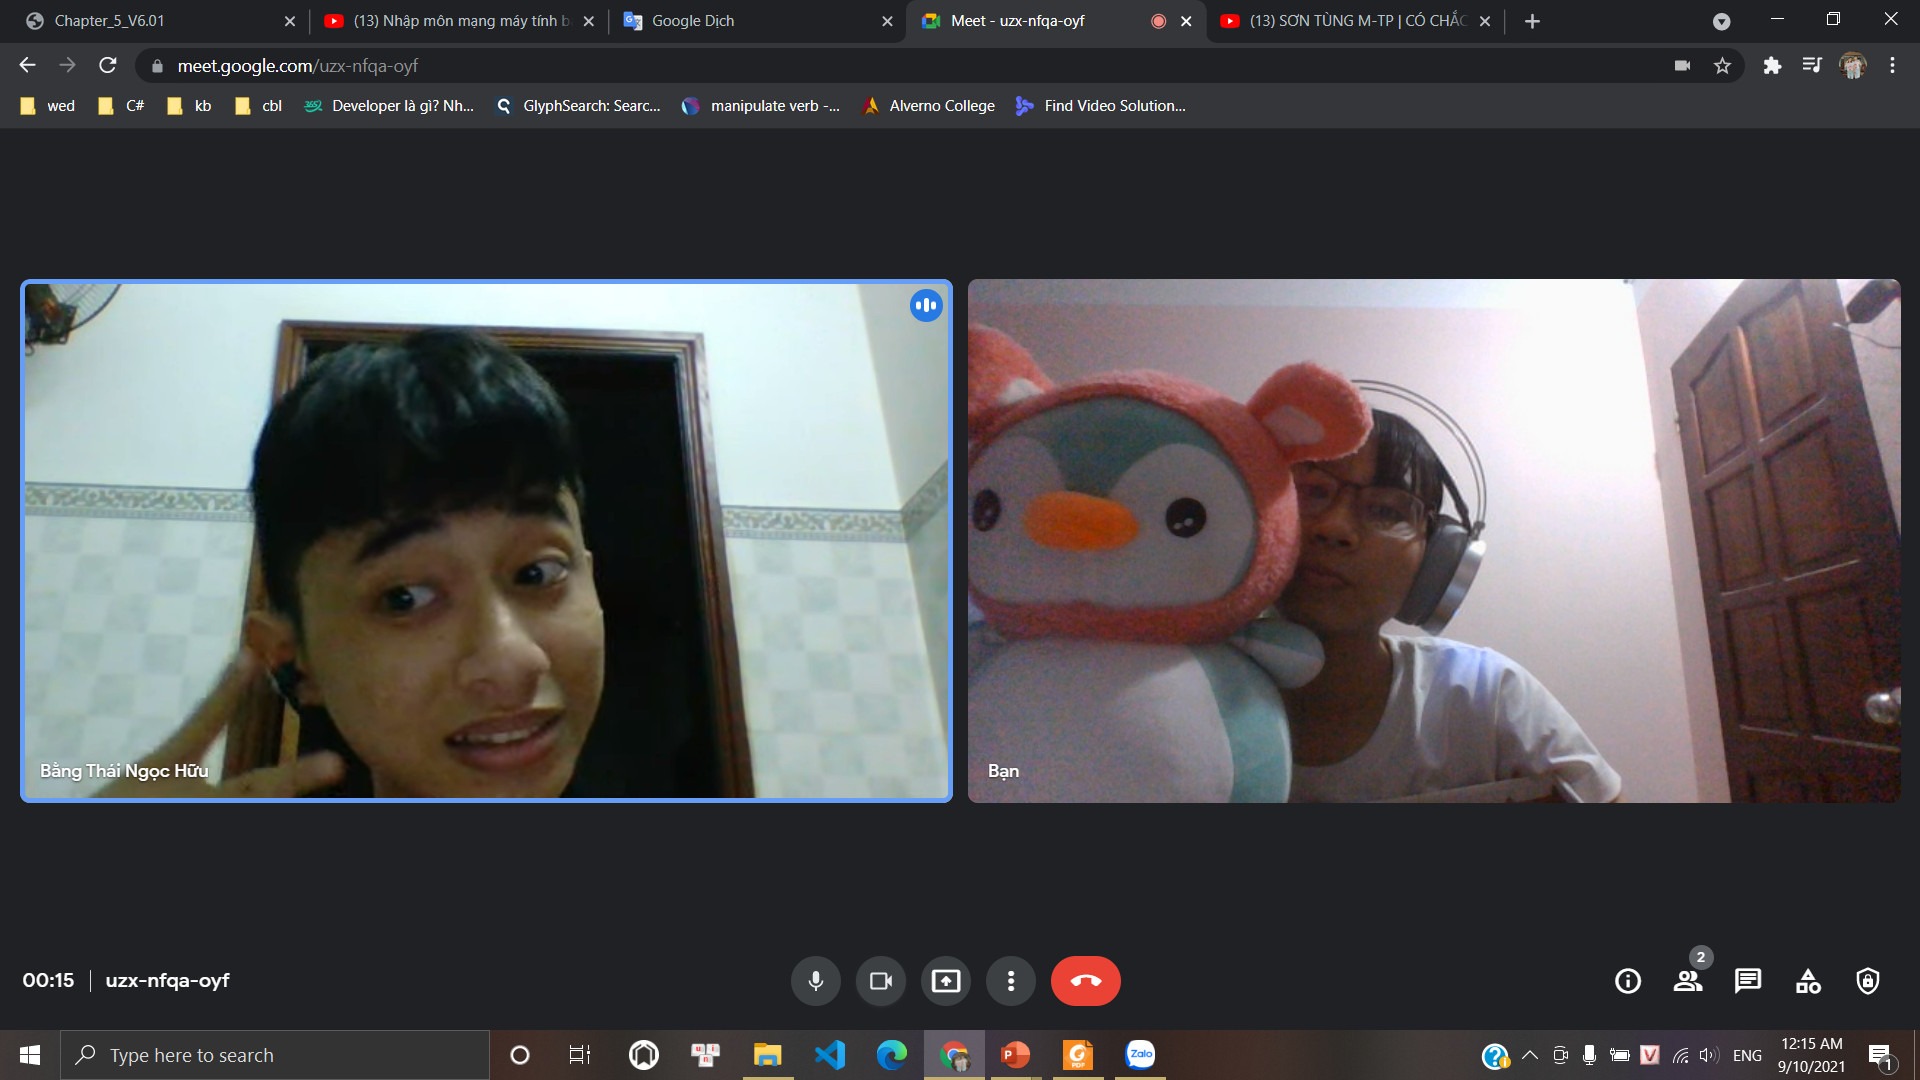 Chapter_5_V6.01
(13) Nhập môn mạng máy tính b
Google Dịch
Meet - uzx-nfqa-oyf
(13) SƠN TÙNG M-TP | CÓ CHẮC
meet.google.com/uzx-nfqa-oyf
wed
C#
kb
cbl
Developer là gì? Nh...
GlyphSearch: Searc...
manipulate verb -...
Alverno College
Find Video Solution...
Bằng Thái Ngọc Hữu
Bạn
00:15 | uzx-nfqa-oyf
2
Type here to search
Zalo
ENG
12:15 AM
9/10/2021
1